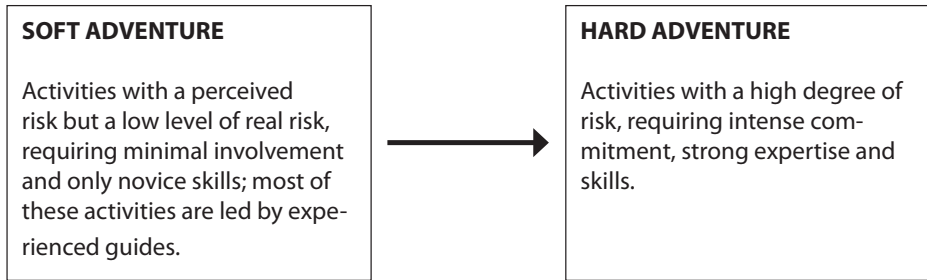 SOFT ADVENTURE
Activities with a perceived
risk but a low level of real risk,
requiring minimal involvement
and only novice skills; most of
these activities are led by expe-
rienced guides.
HARD ADVENTURE
Activities with a high degree of
risk, requiring intense com-
mitment, strong expertise and
skills.